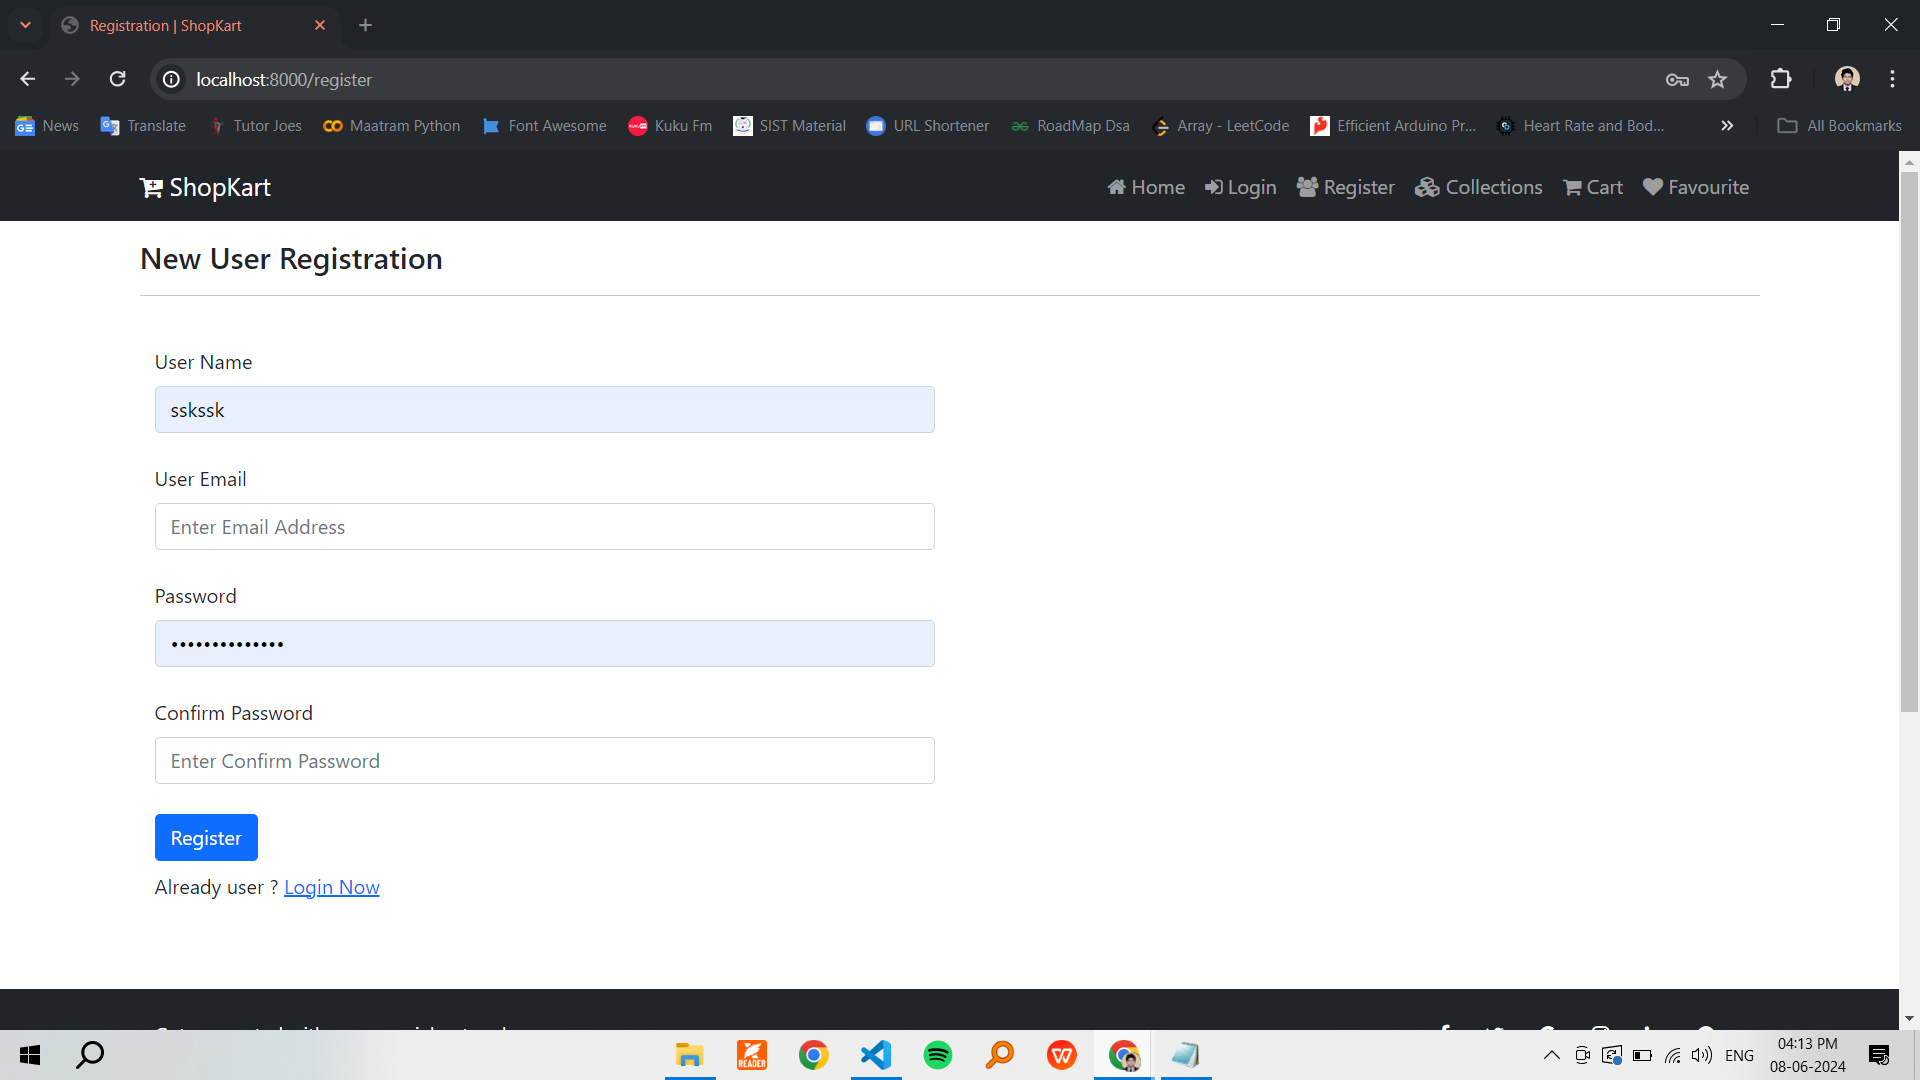 Registration | ShopKart
localhost:8000/register
News Translate Tutor Joes Maatram Python Font Awesome Kuku Fm SIST Material URL Shortener RoadMap Dsa Array - LeetCode Efficient Arduino Pr... Heart Rate and Bod... » All Bookmarks
ShopKart Home Login Register Collections Cart Favourite
New User Registration
User Name
sskssk
User Email
Enter Email Address
Password
••••••••••••••
Confirm Password
Enter Confirm Password
Register
Already user ? Login Now
READER
ENG
04:13 PM
08-06-2024